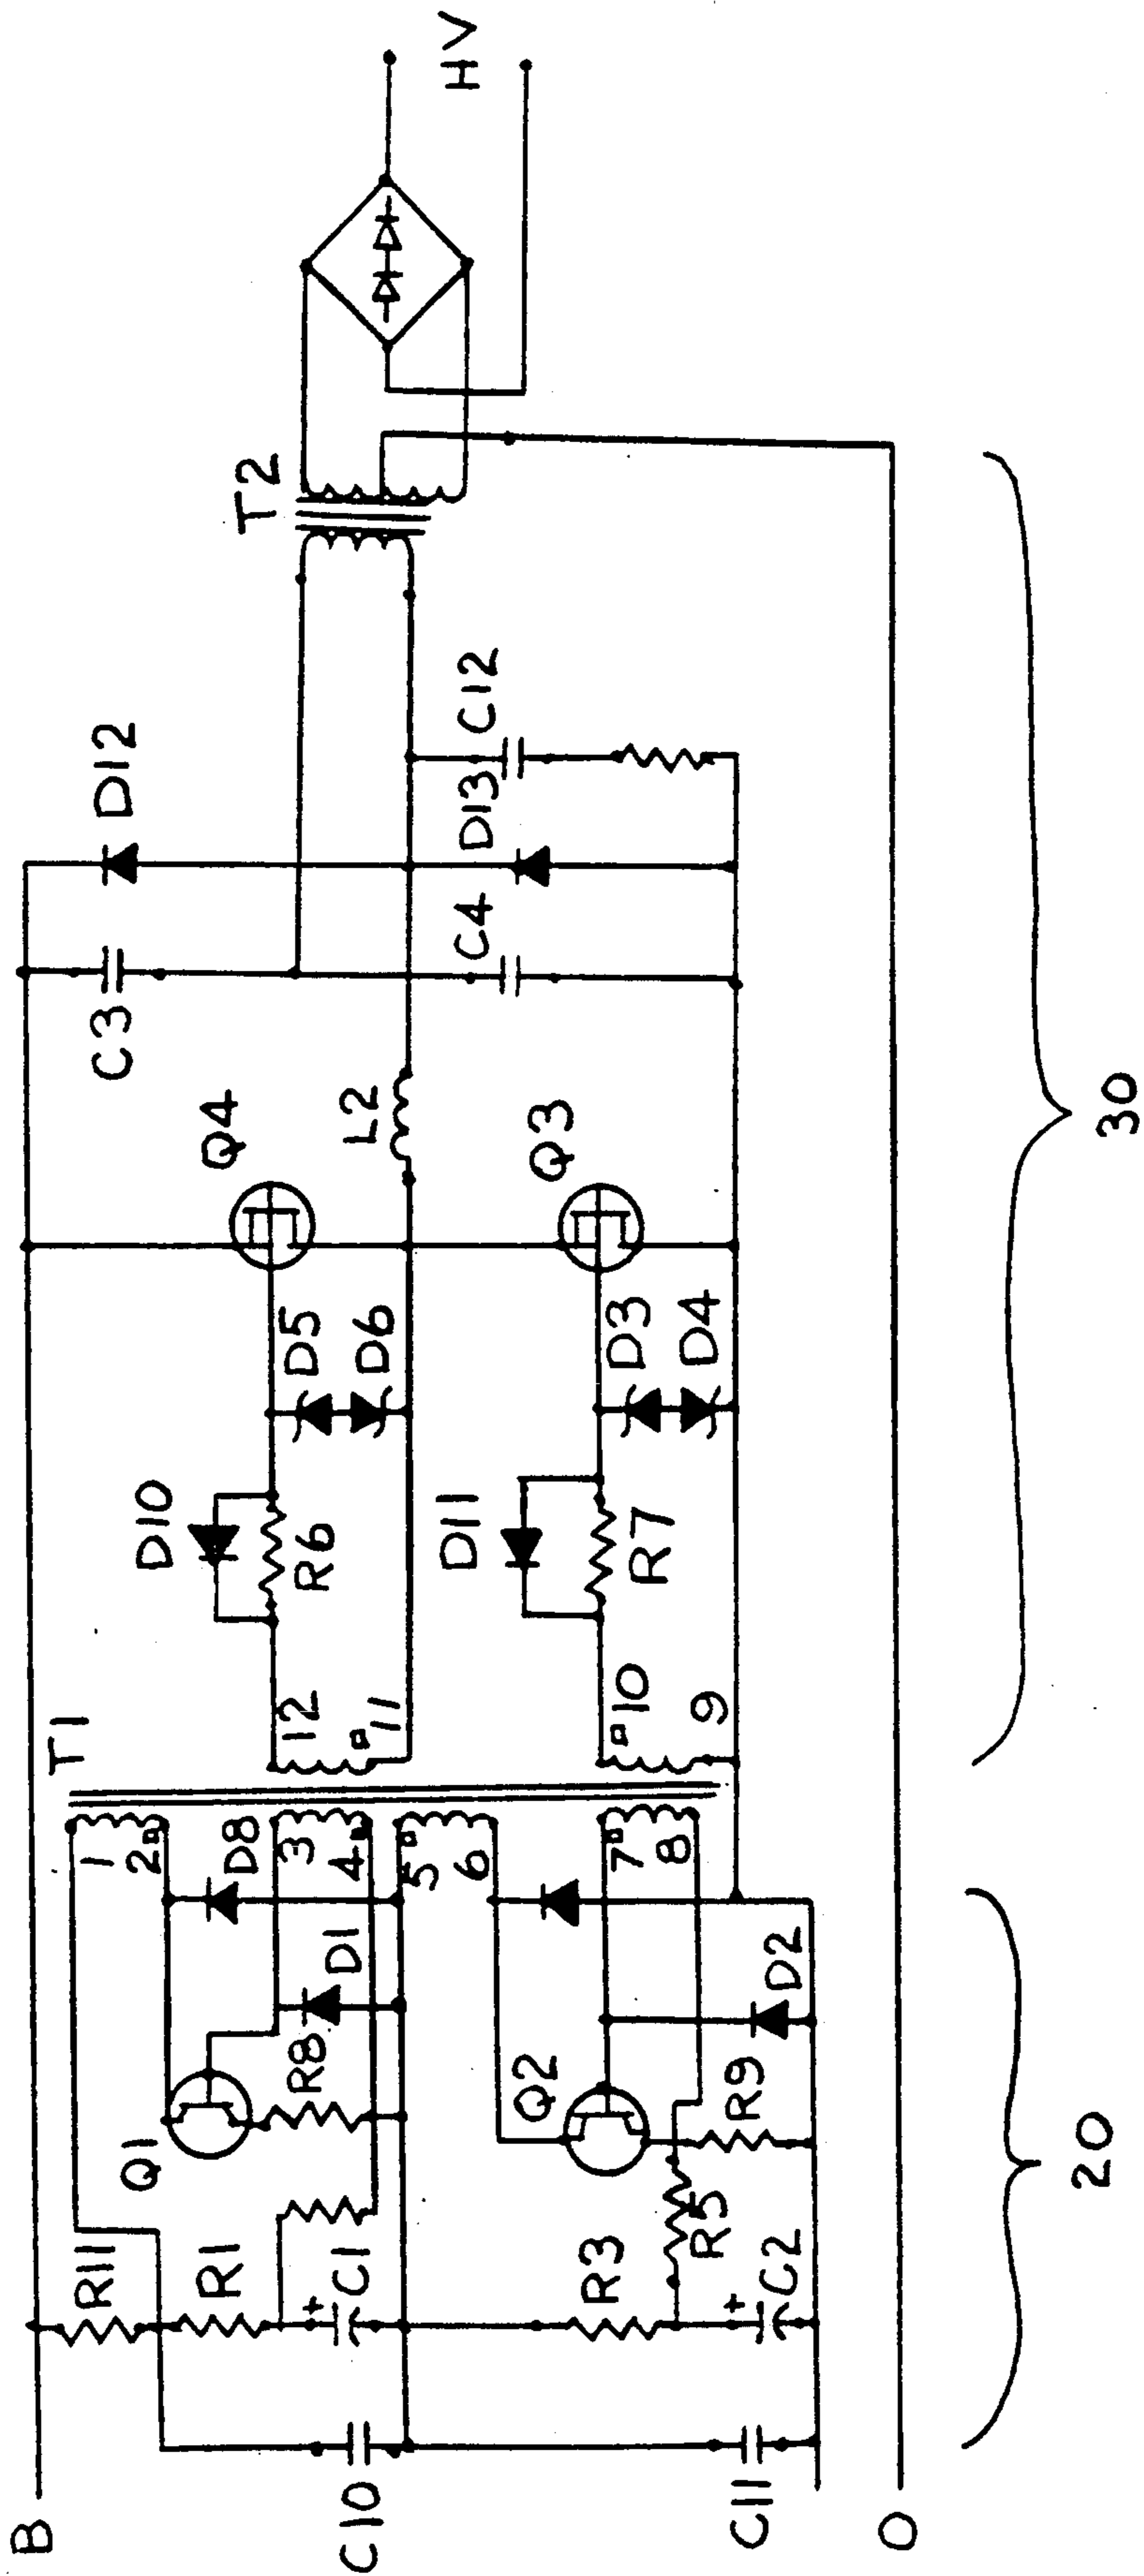 B
R11
R1
C1
+
C10
Q1
R8
D1
D8
1
2
3
4
T1
12
11
D10
R6
D5
D6
Q4
L2
C3
D12
T2
HV
C11
R3
R5
C2
+
Q2
R9
D2
5
6
7
8
10
9
D11
R7
D3
D4
Q3
C4
D13
C12
O
20
30